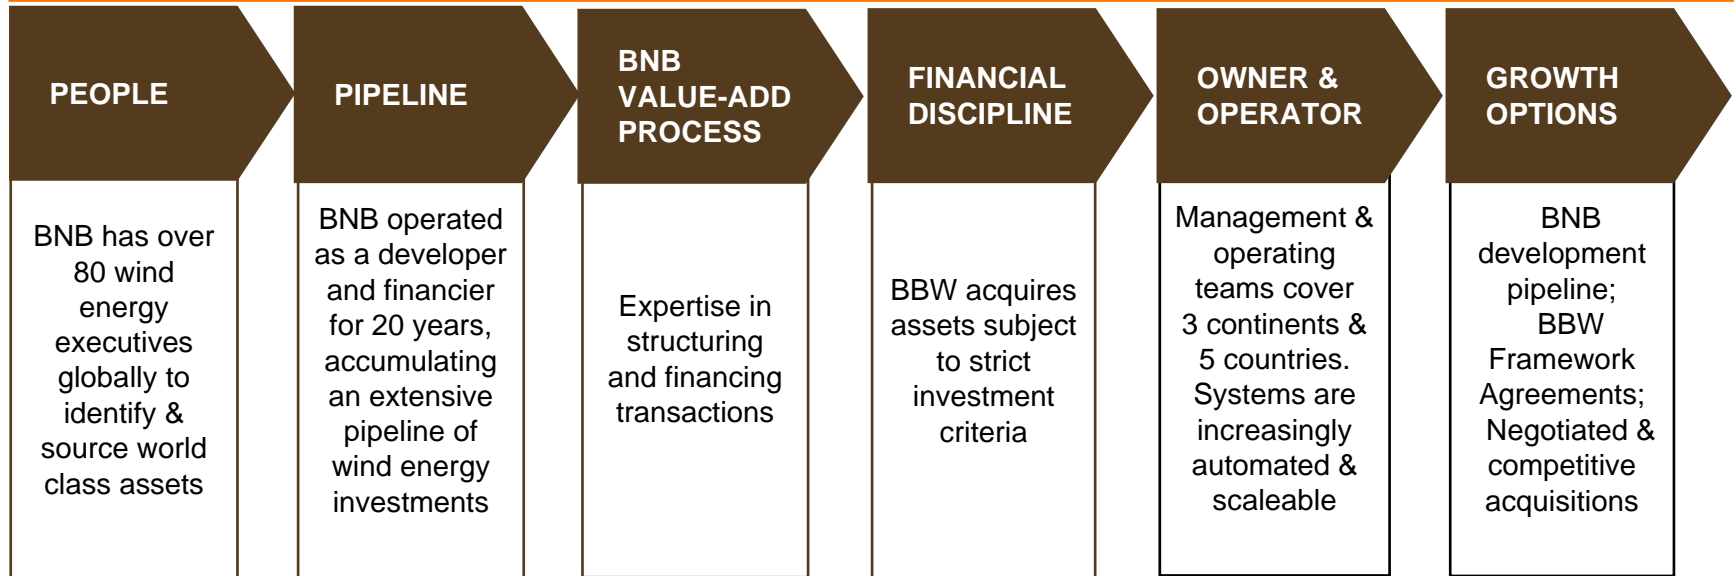 PEOPLE
BNB has over
80 wind
energy
executives
globally to
identify &
source world
class assets
PIPELINE
BNB operated
as a developer
and financier
for 20 years,
accumulating
an extensive
pipeline of
wind energy
investments
BNB
VALUE-ADD
PROCESS
Expertise in
structuring
and financing
transactions
FINANCIAL
DISCIPLINE
BBW acquires
assets subject
to strict
investment
criteria
OWNER &
OPERATOR
Management &
operating
teams cover
3 continents &
5 countries.
Systems are
increasingly
automated &
scaleable
GROWTH
OPTIONS
BNB
development
pipeline;
BBW
Framework
Agreements;
Negotiated &
competitive
acquisitions